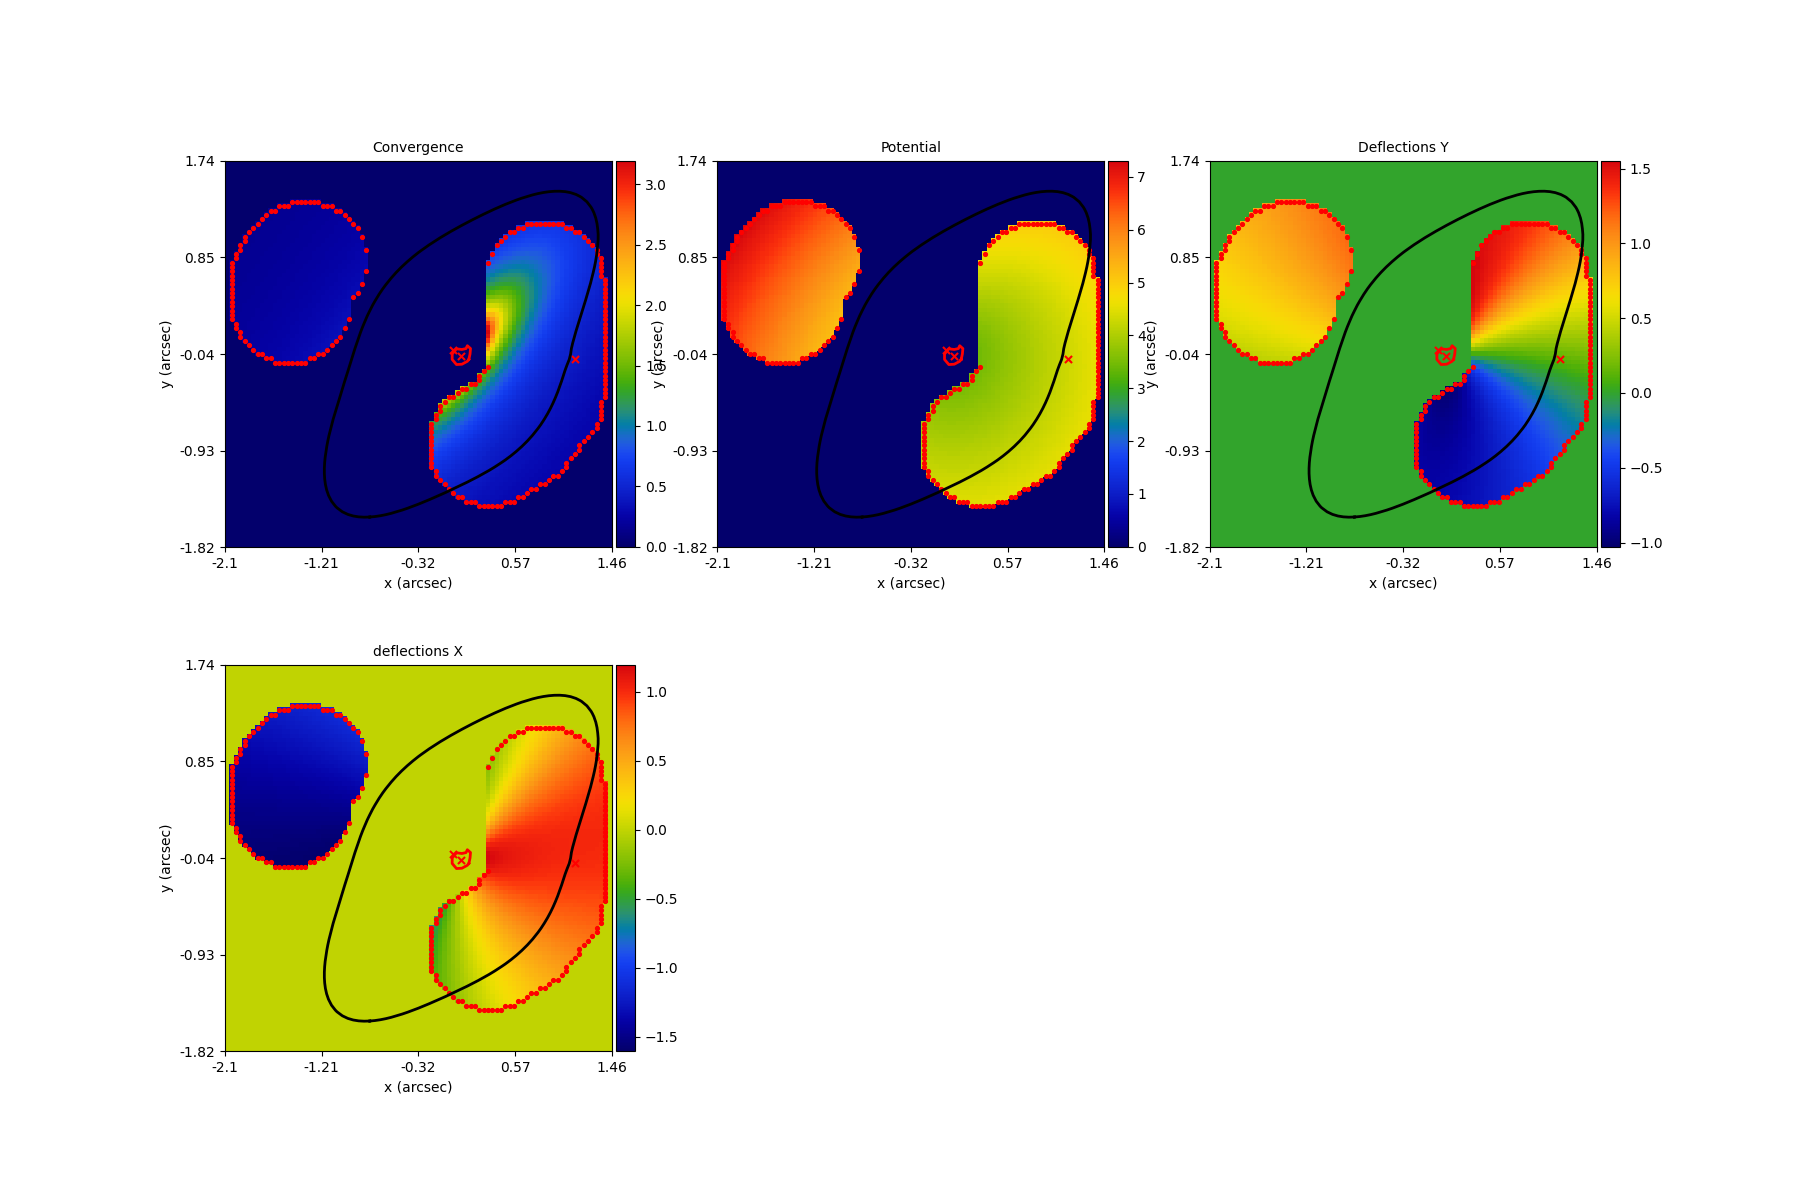 Convergence
1.74
0.85
-0.04
-0.93
-1.82
y (arcsec)
-2.1 -1.21 -0.32 0.57 1.46
x (arcsec)
3.0
2.5
2.0
1.5
1.0
0.5
0.0
Potential
1.74
0.85
-0.04
-0.93
-1.82
y (arcsec)
-2.1 -1.21 -0.32 0.57 1.46
x (arcsec)
7
6
5
4
3
2
1
0
Deflections Y
1.74
0.85
-0.04
-0.93
-1.82
y (arcsec)
-2.1 -1.21 -0.32 0.57 1.46
x (arcsec)
1.5
1.0
0.5
0.0
−0.5
−1.0
deflections X
1.74
0.85
-0.04
-0.93
-1.82
y (arcsec)
-2.1 -1.21 -0.32 0.57 1.46
x (arcsec)
1.0
0.5
0.0
−0.5
−1.0
−1.5